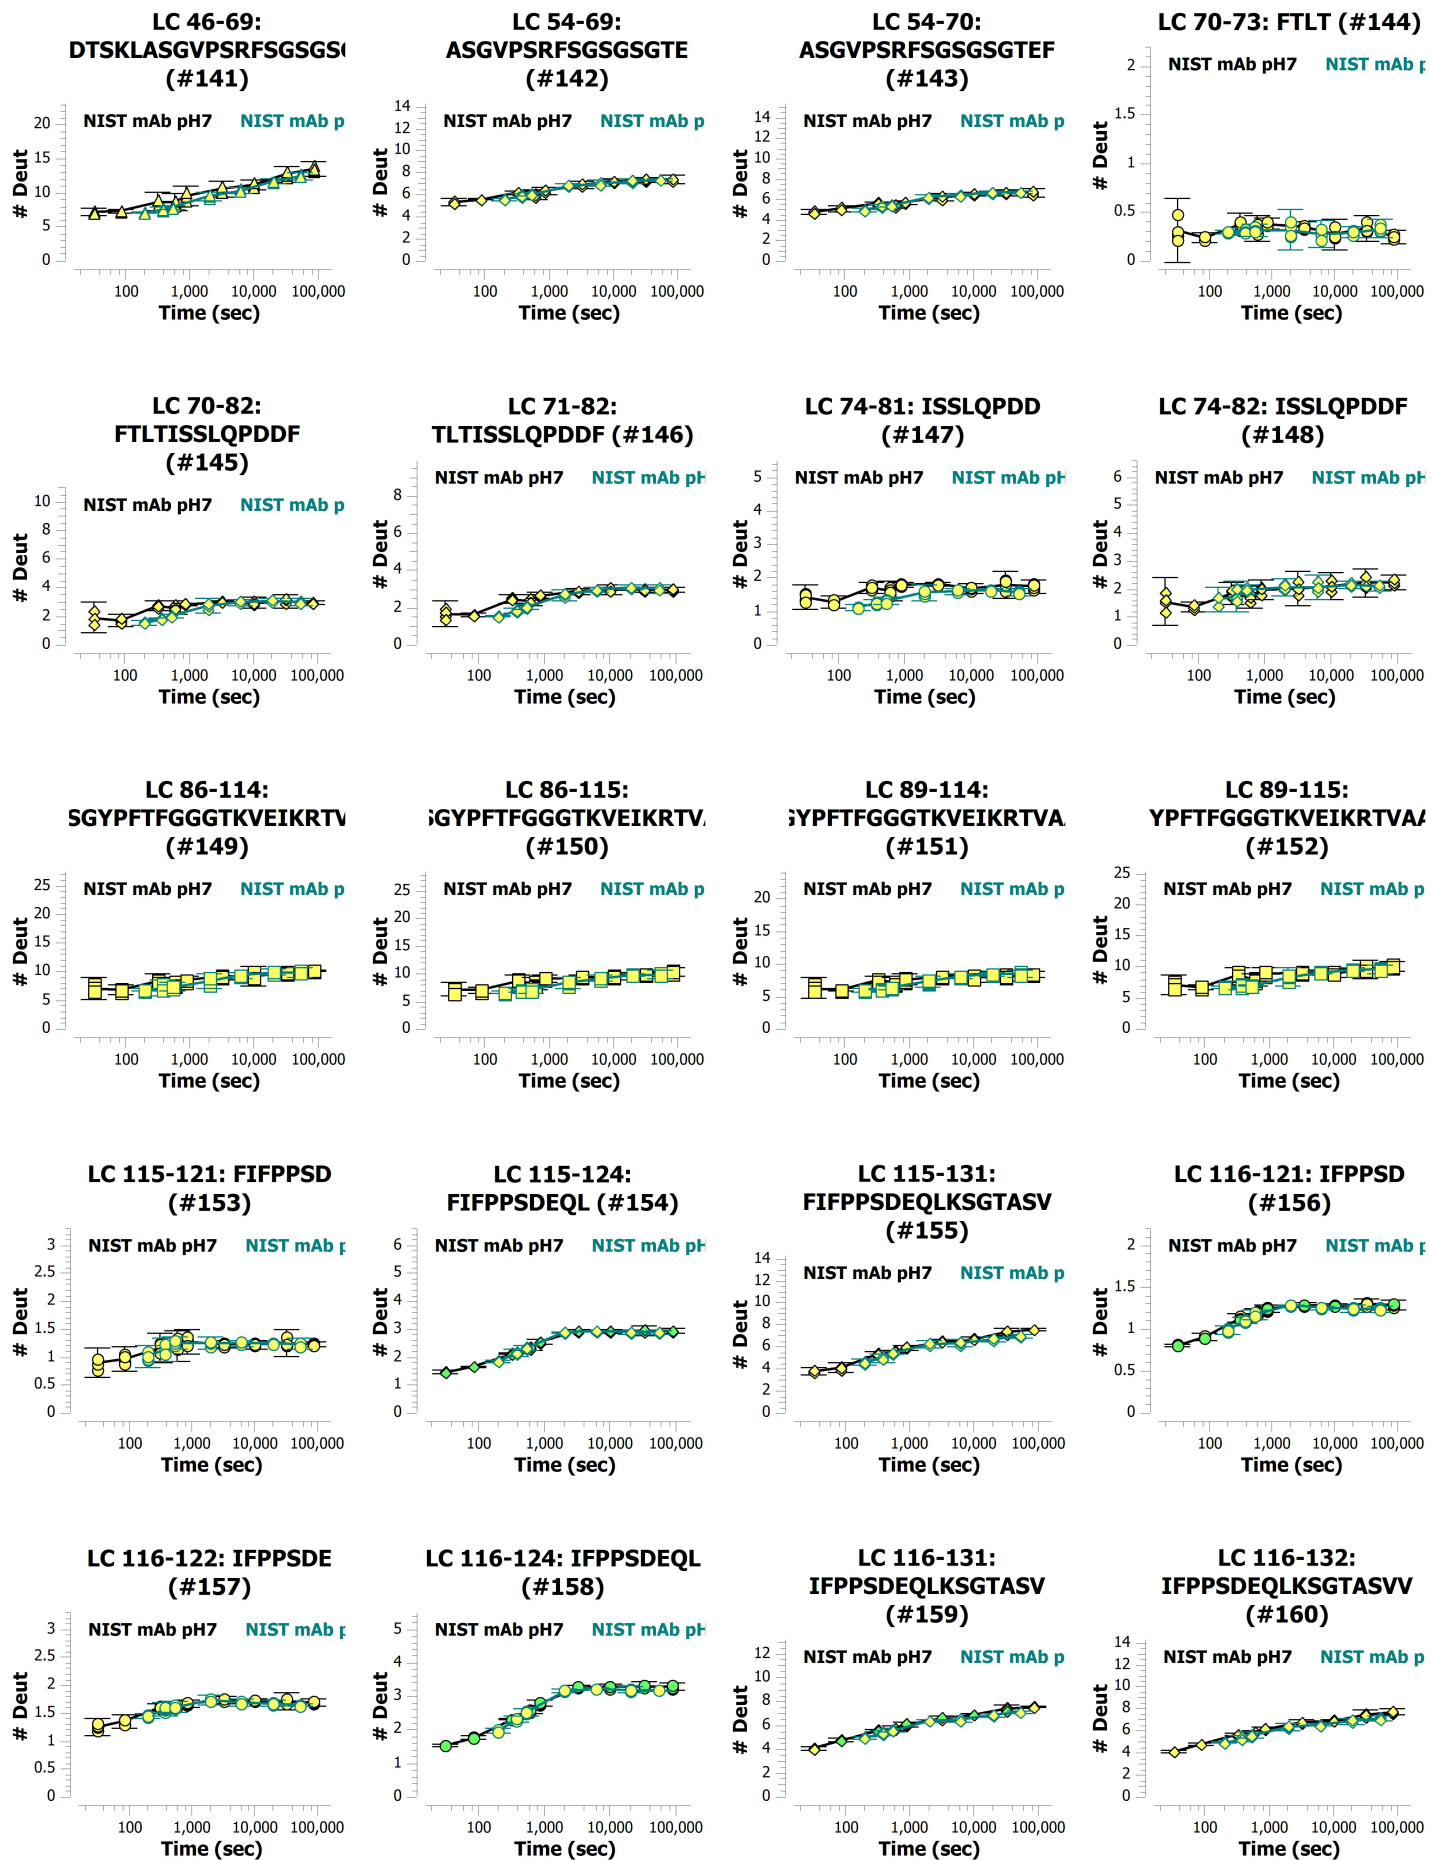 LC 46-69:
DTSKLASGVPSRFSGSGS
(#141)
NIST mAb pH7 NIST mAb p
# Deut
20
15
10
5
0
100 1,000 10,000 100,000
Time (sec)
LC 54-69:
ASGVPSRFSGSGSGTE
(#142)
NIST mAb pH7 NIST mAb p
# Deut
14
12
10
8
6
4
2
0
100 1,000 10,000 100,000
Time (sec)
LC 54-70:
ASGVPSRFSGSGSGTEF
(#143)
NIST mAb pH7 NIST mAb p
# Deut
14
12
10
8
6
4
2
0
100 1,000 10,000 100,000
Time (sec)
LC 70-73: FTLT (#144)
NIST mAb pH7 NIST mAb p
# Deut
2
1.5
1
0.5
0
100 1,000 10,000 100,000
Time (sec)
LC 70-82:
FTLTISSLQPDDF
(#145)
NIST mAb pH7 NIST mAb p
# Deut
10
8
6
4
2
0
100 1,000 10,000 100,000
Time (sec)
LC 71-82:
TLTISSLQPDDF (#146)
NIST mAb pH7 NIST mAb pH
# Deut
8
6
4
2
0
100 1,000 10,000 100,000
Time (sec)
LC 74-81: ISSLQPDD
(#147)
NIST mAb pH7 NIST mAb pH
# Deut
5
4
3
2
1
0
100 1,000 10,000 100,000
Time (sec)
LC 74-82: ISSLQPDDF
(#148)
NIST mAb pH7 NIST mAb pH
# Deut
6
5
4
3
2
1
0
100 1,000 10,000 100,000
Time (sec)
LC 86-114:
SGYPFTFGGGTKVEIKRTV
(#149)
NIST mAb pH7 NIST mAb p
# Deut
25
20
15
10
5
0
100 1,000 10,000 100,000
Time (sec)
LC 86-115:
SGYPFTFGGGTKVEIKRTVA
(#150)
NIST mAb pH7 NIST mAb p
# Deut
25
20
15
10
5
0
100 1,000 10,000 100,000
Time (sec)
LC 89-114:
GYPFTFGGGTKVEIKRTVAA
(#151)
NIST mAb pH7 NIST mAb p
# Deut
20
15
10
5
0
100 1,000 10,000 100,000
Time (sec)
LC 89-115:
YPFTFGGGTKVEIKRTVAA
(#152)
NIST mAb pH7 NIST mAb p
# Deut
25
20
15
10
5
0
100 1,000 10,000 100,000
Time (sec)
LC 115-121: FIFPPSD
(#153)
NIST mAb pH7 NIST mAb p
# Deut
3
2.5
2
1.5
1
0.5
0
100 1,000 10,000 100,000
Time (sec)
LC 115-124:
FIFPPSDEQL (#154)
NIST mAb pH7 NIST mAb pH
# Deut
6
5
4
3
2
1
0
100 1,000 10,000 100,000
Time (sec)
LC 115-131:
FIFPPSDEQLKSGTASV
(#155)
NIST mAb pH7 NIST mAb p
# Deut
14
12
10
8
6
4
2
0
100 1,000 10,000 100,000
Time (sec)
LC 116-121: IFPPSD
(#156)
NIST mAb pH7 NIST mAb p
# Deut
2
1.5
1
0.5
0
100 1,000 10,000 100,000
Time (sec)
LC 116-122: IFPPSDE
(#157)
NIST mAb pH7 NIST mAb p
# Deut
3
2.5
2
1.5
1
0.5
0
100 1,000 10,000 100,000
Time (sec)
LC 116-124: IFPPSDEQL
(#158)
NIST mAb pH7 NIST mAb pH
# Deut
5
4
3
2
1
0
100 1,000 10,000 100,000
Time (sec)
LC 116-131:
IFPPSDEQLKSGTASV
(#159)
NIST mAb pH7 NIST mAb p
# Deut
12
10
8
6
4
2
0
100 1,000 10,000 100,000
Time (sec)
LC 116-132:
IFPPSDEQLKSGTASVV
(#160)
NIST mAb pH7 NIST mAb p
# Deut
14
12
10
8
6
4
2
0
100 1,000 10,000 100,000
Time (sec)